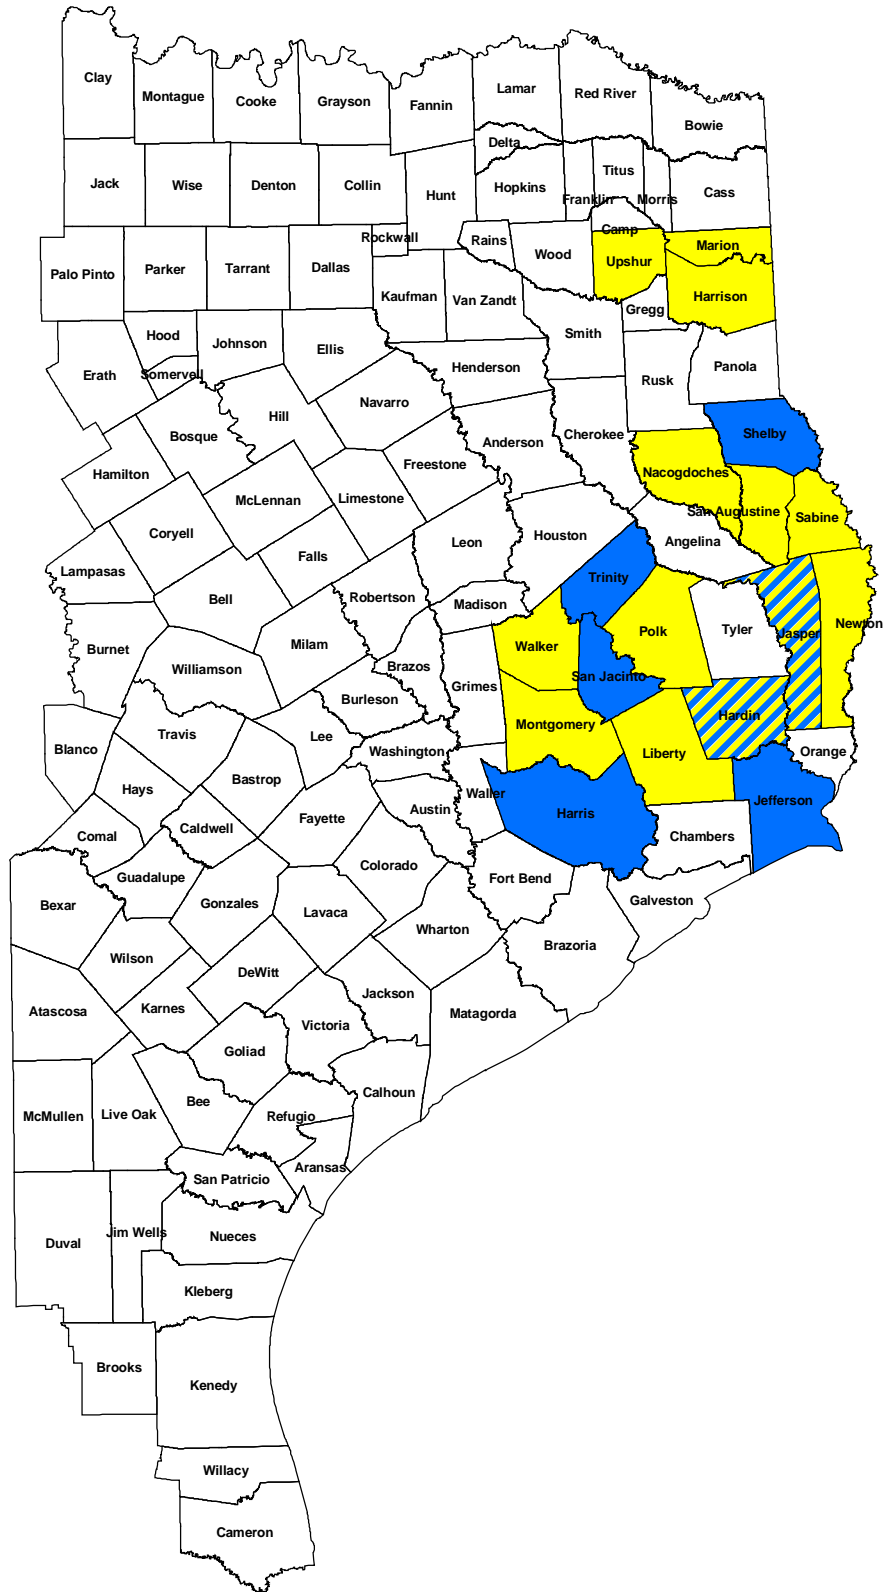 Clay
Montague
Cooke
Grayson
Fannin
Lamar
Red River
Bowie
Delta
Jack
Wise
Denton
Collin
Hunt
Hopkins
Franklin
Titus
Morris
Cass
Camp
Rockwall
Rains
Wood
Upshur
Marion
Palo Pinto
Parker
Tarrant
Dallas
Kaufman
Van Zandt
Gregg
Harrison
Hood
Johnson
Ellis
Smith
Erath
Somervell
Henderson
Rusk
Panola
Hill
Navarro
Bosque
Anderson
Cherokee
Shelby
Hamilton
McLennan
Limestone
Freestone
Nacogdoches
San Augustine
Sabine
Coryell
Falls
Leon
Houston
Angelina
Lampasas
Bell
Robertson
Madison
Trinity
Burnet
Milam
Walker
Polk
Tyler
Jasper
Newton
Williamson
Brazos
Grimes
San Jacinto
Burleson
Hardin
Blanco
Travis
Lee
Washington
Montgomery
Liberty
Orange
Hays
Bastrop
Waller
Jefferson
Comal
Caldwell
Fayette
Austin
Harris
Chambers
Guadalupe
Colorado
Fort Bend
Bexar
Gonzales
Lavaca
Galveston
Wharton
Brazoria
Wilson
DeWitt
Atascosa
Karnes
Jackson
Victoria
Matagorda
Goliad
McMullen
Live Oak
Bee
Calhoun
Refugio
Aransas
San Patricio
Duval
Jim Wells
Nueces
Kleberg
Brooks
Kenedy
Willacy
Cameron